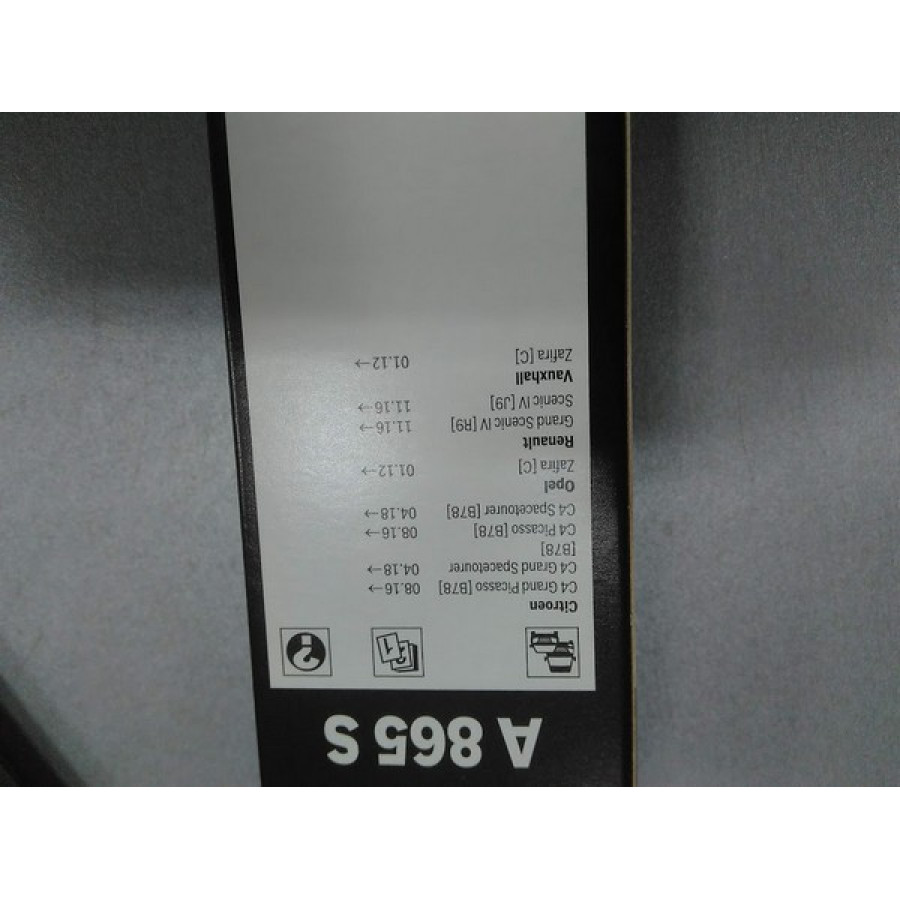 A 865 S
Citroen
C4 Grand Picasso [B78] 08.16→
C4 Grand Spacetourer 04.18→
[B78]
C4 Picasso [B78] 08.16→
C4 Spacetourer [B78] 04.18→
Opel
Zafira [C] 01.12→
Renault
Grand Scenic IV [R9] 11.16→
Scenic IV [J9] 11.16→
Vauxhall
Zafira [C] 01.12→